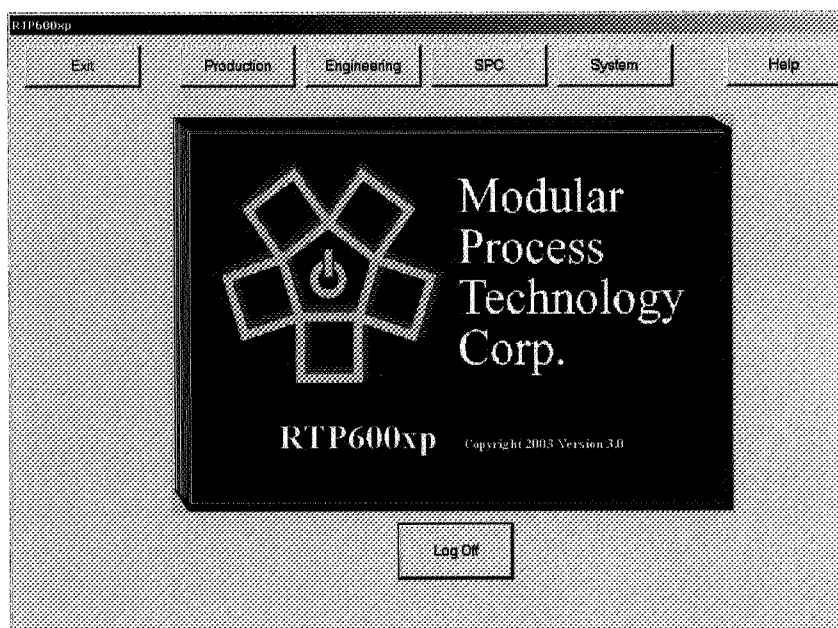 RTP600xp
Exit Production Engineering SPC System Help
Modular
Process
Technology
Corp.
RTP600xp Copyright 2003 Version 3.0
Log Off